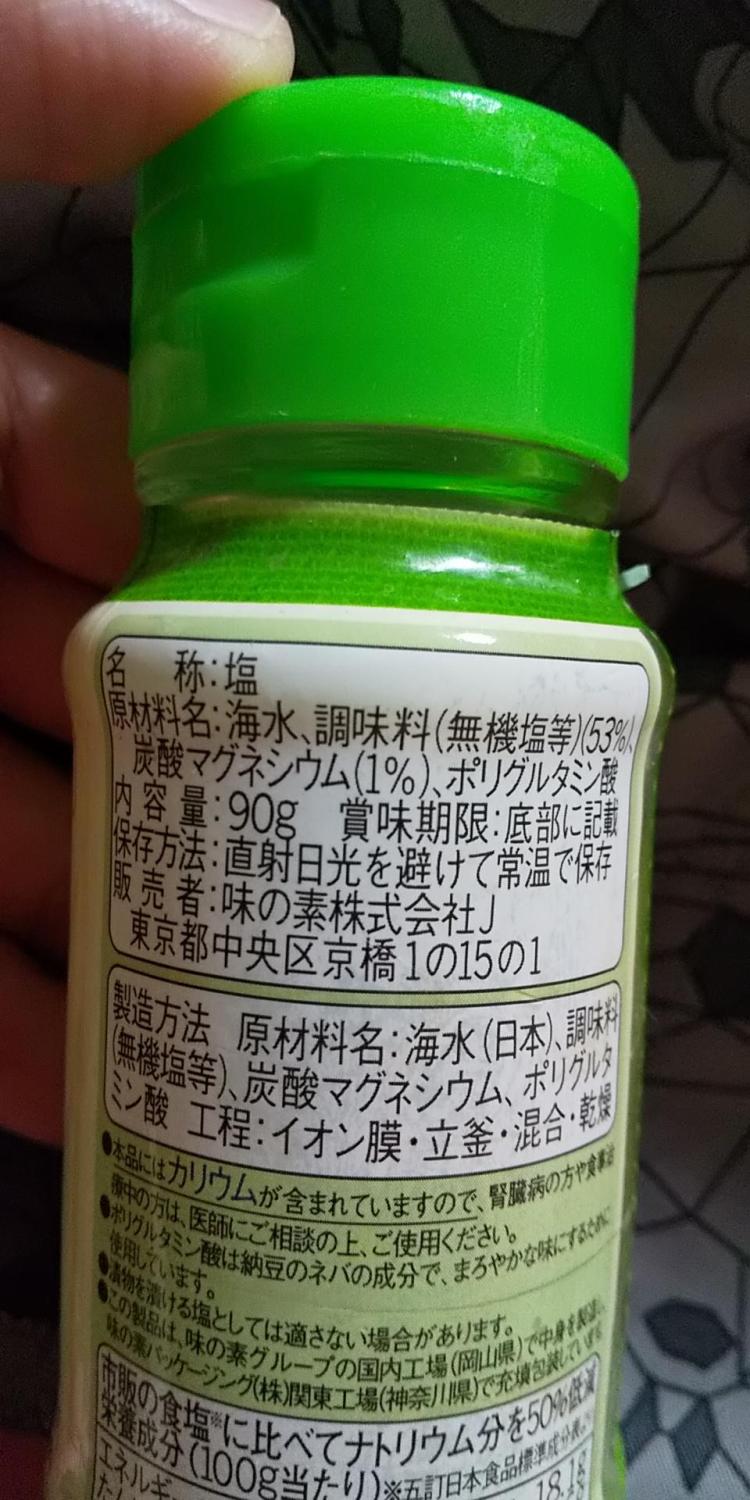 名 称:塩
原材料名:海水、調味料(無機塩等)(53%)、
炭酸マグネシウム(1%)、ポリグルタミン酸
内容量:90g 賞味期限:底部に記載
保存方法:直射日光を避けて常温で保存
販売者:味の素株式会社J
東京都中央区京橋1の15の1
製造方法 原材料名:海水(日本)、調味料
(無機塩等)、炭酸マグネシウム、ポリグルタ
ミン酸 工程:イオン膜・立釜・混合・乾燥
●本品にはカリウムが含まれていますので、腎臓病の方や食事治
療中の方は、医師にご相談の上、ご使用ください。
●ポリグルタミン酸は納豆のネバの成分で、まろやかな味にするために
使用しています。
●漬物を漬ける塩としては適さない場合があります。
●この製品は、味の素グループの国内工場(岡山県)で中身を製造し、
味の素パッケージング(株)関東工場(神奈川県)で充填包装しています。
市販の食塩※に比べてナトリウム分を50%低減
栄養成分(100g当たり)※五訂日本食品標準成分表
エネルギー 18.1g
たん